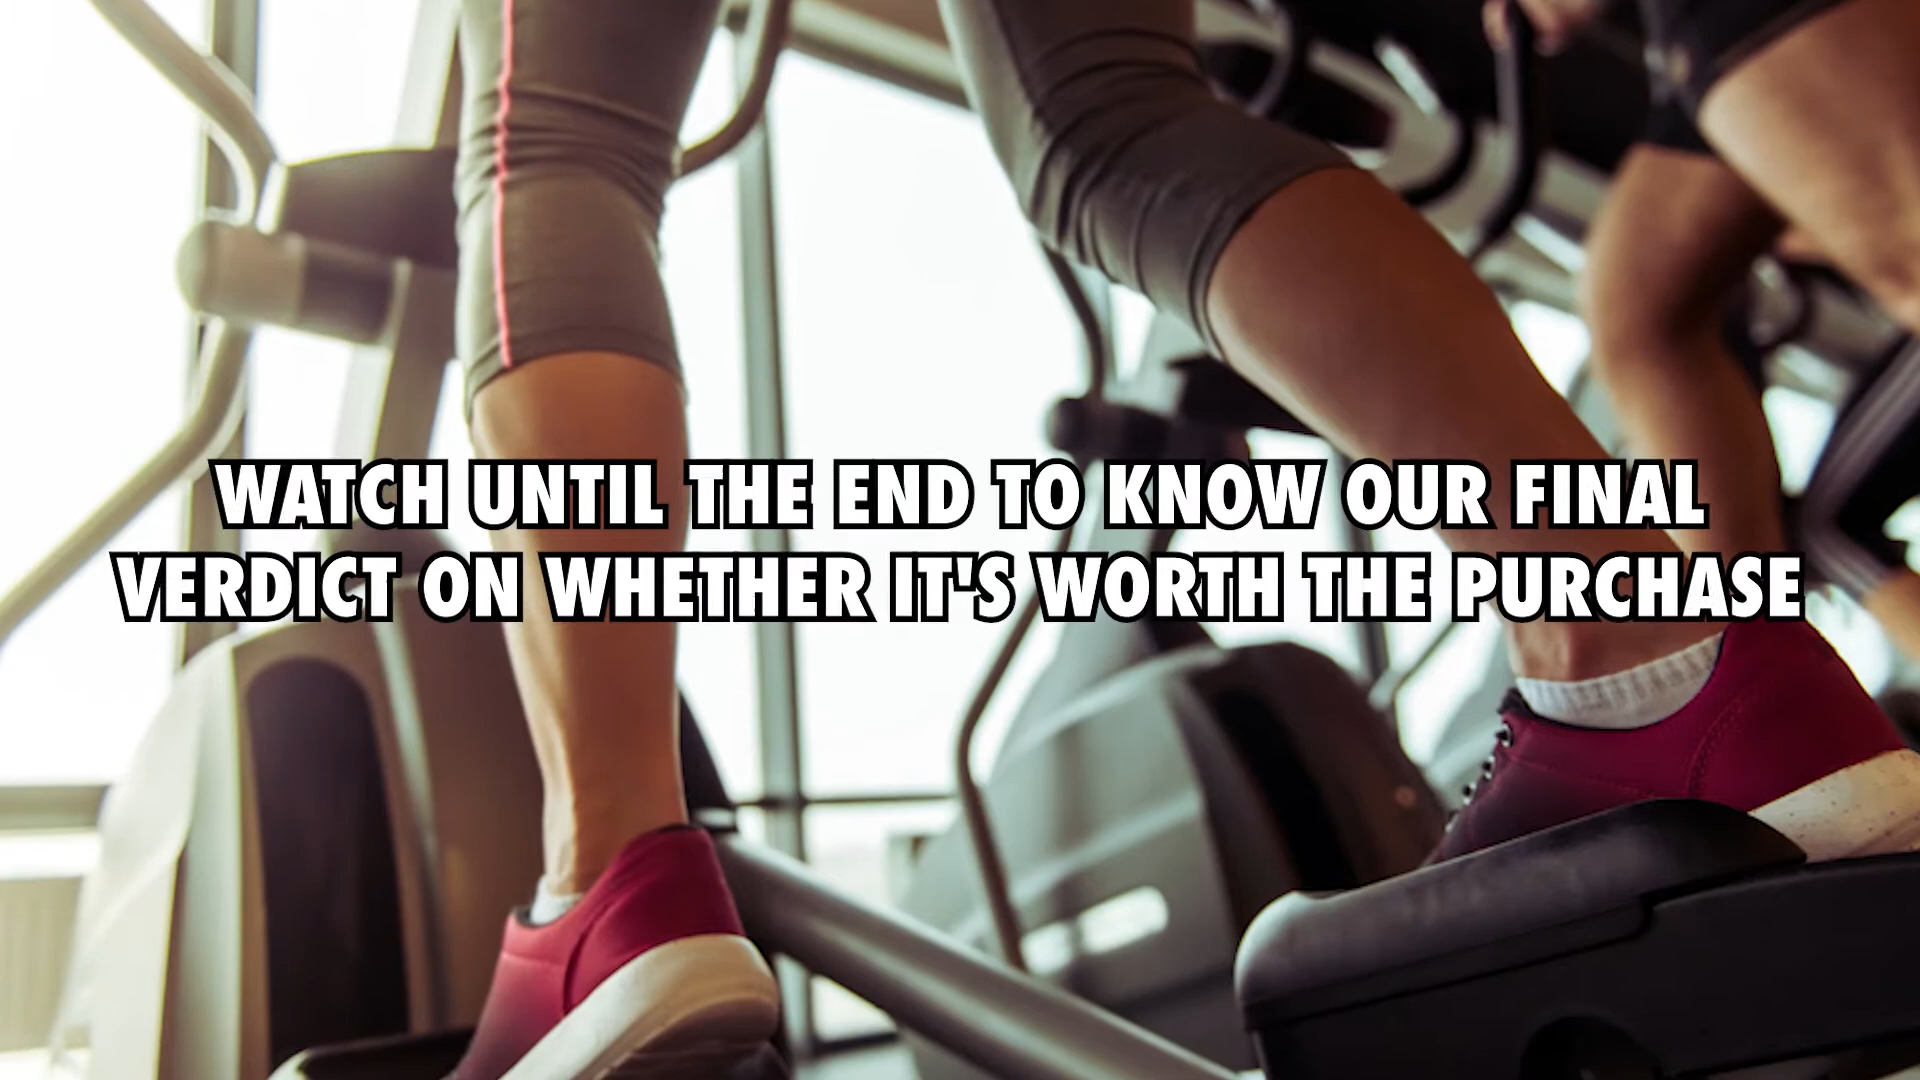 WATCH UNTIL THE END TO KNOW OUR FINAL
VERDICT ON WHETHER IT'S WORTH THE PURCHASE